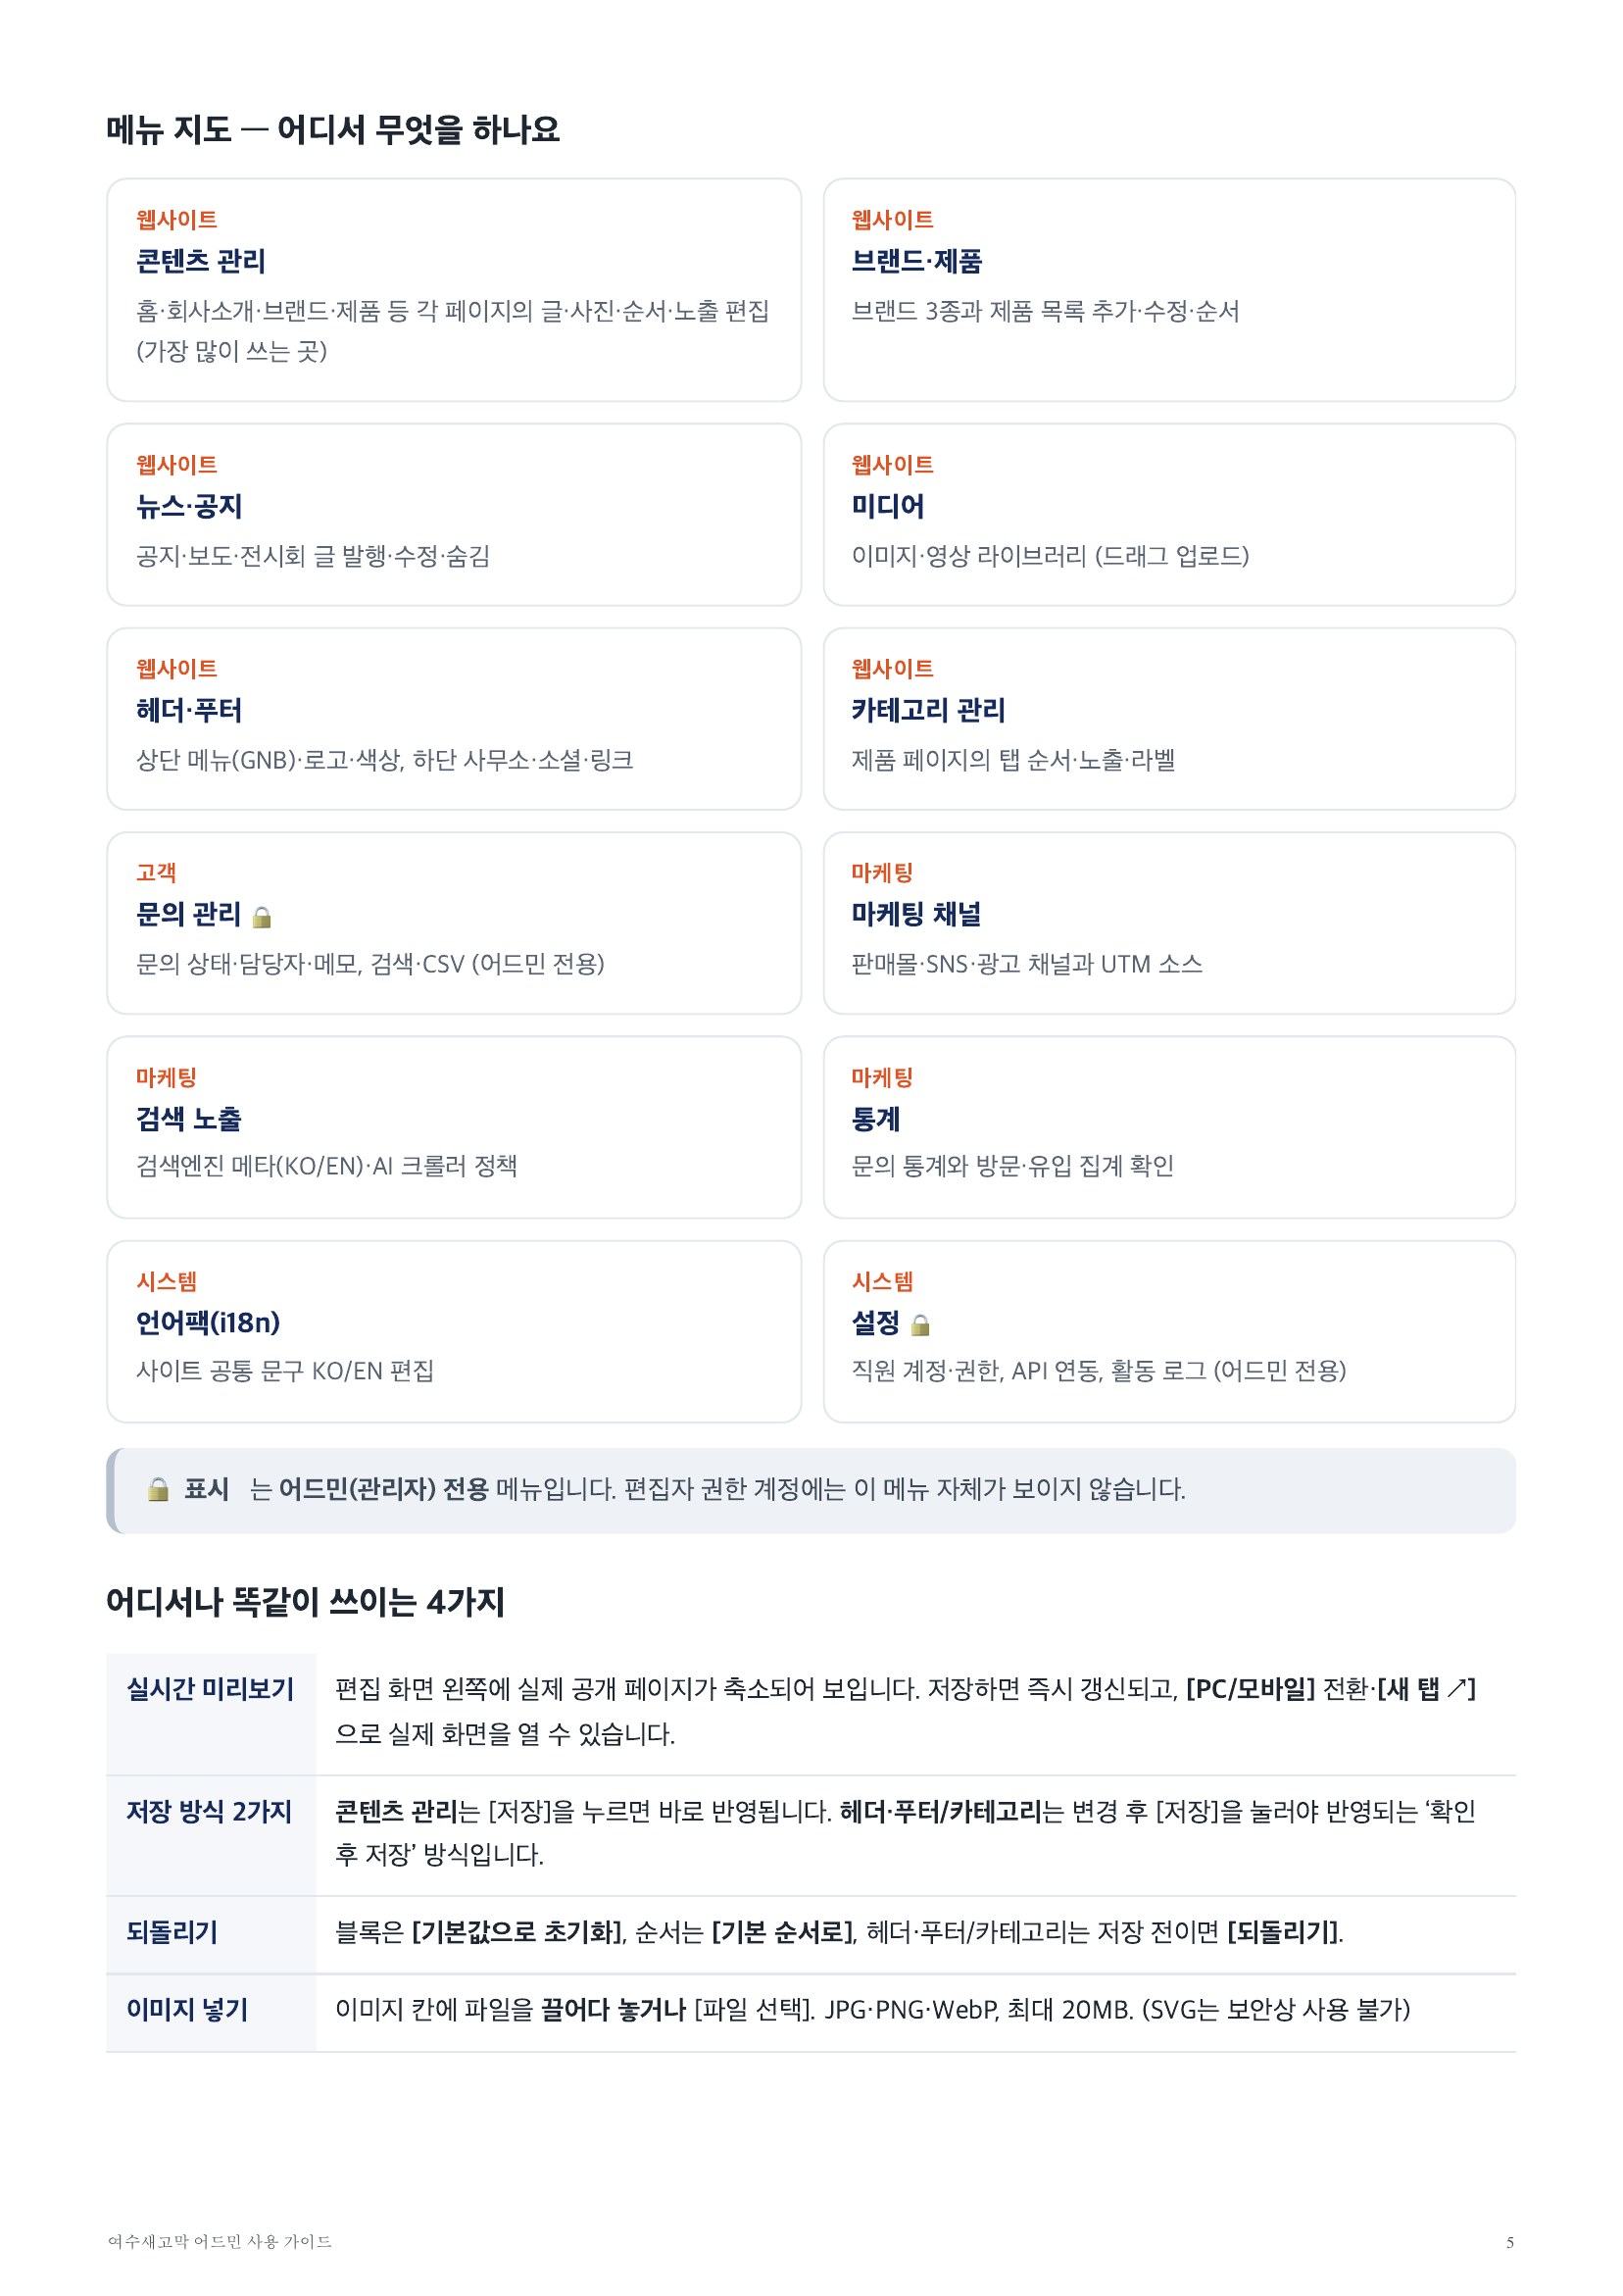 메뉴 지도 — 어디서 무엇을 하나요
웹사이트
콘텐츠 관리
홈·회사소개·브랜드·제품 등 각 페이지의 글·사진·순서·노출 편집
(가장 많이 쓰는 곳)
웹사이트
브랜드·제품
브랜드 3종과 제품 목록 추가·수정·순서
웹사이트
뉴스·공지
공지·보도·전시회 글 발행·수정·숨김
웹사이트
미디어
이미지·영상 라이브러리 (드래그 업로드)
웹사이트
헤더·푸터
상단 메뉴(GNB)·로고·색상, 하단 사무소·소셜·링크
웹사이트
카테고리 관리
제품 페이지의 탭 순서·노출·라벨
고객
문의 관리 🔒
문의 상태·담당자·메모, 검색·CSV (어드민 전용)
마케팅
마케팅 채널
판매몰·SNS·광고 채널과 UTM 소스
마케팅
검색 노출
검색엔진 메타(KO/EN)·AI 크롤러 정책
마케팅
통계
문의 통계와 방문·유입 집계 확인
시스템
언어팩(i18n)
사이트 공통 문구 KO/EN 편집
시스템
설정 🔒
직원 계정·권한, API 연동, 활동 로그 (어드민 전용)
🔒 표시 는 어드민(관리자) 전용 메뉴입니다. 편집자 권한 계정에는 이 메뉴 자체가 보이지 않습니다.
어디서나 똑같이 쓰이는 4가지
실시간 미리보기
편집 화면 왼쪽에 실제 공개 페이지가 축소되어 보입니다. 저장하면 즉시 갱신되고, [PC/모바일] 전환·[새 탭 ↗]
으로 실제 화면을 열 수 있습니다.
저장 방식 2가지
콘텐츠 관리는 [저장]을 누르면 바로 반영됩니다. 헤더·푸터/카테고리는 변경 후 [저장]을 눌러야 반영되는 ‘확인
후 저장’ 방식입니다.
되돌리기
블록은 [기본값으로 초기화], 순서는 [기본 순서로], 헤더·푸터/카테고리는 저장 전이면 [되돌리기].
이미지 넣기
이미지 칸에 파일을 끌어다 놓거나 [파일 선택]. JPG·PNG·WebP, 최대 20MB. (SVG는 보안상 사용 불가)
여수새고막 어드민 사용 가이드
5